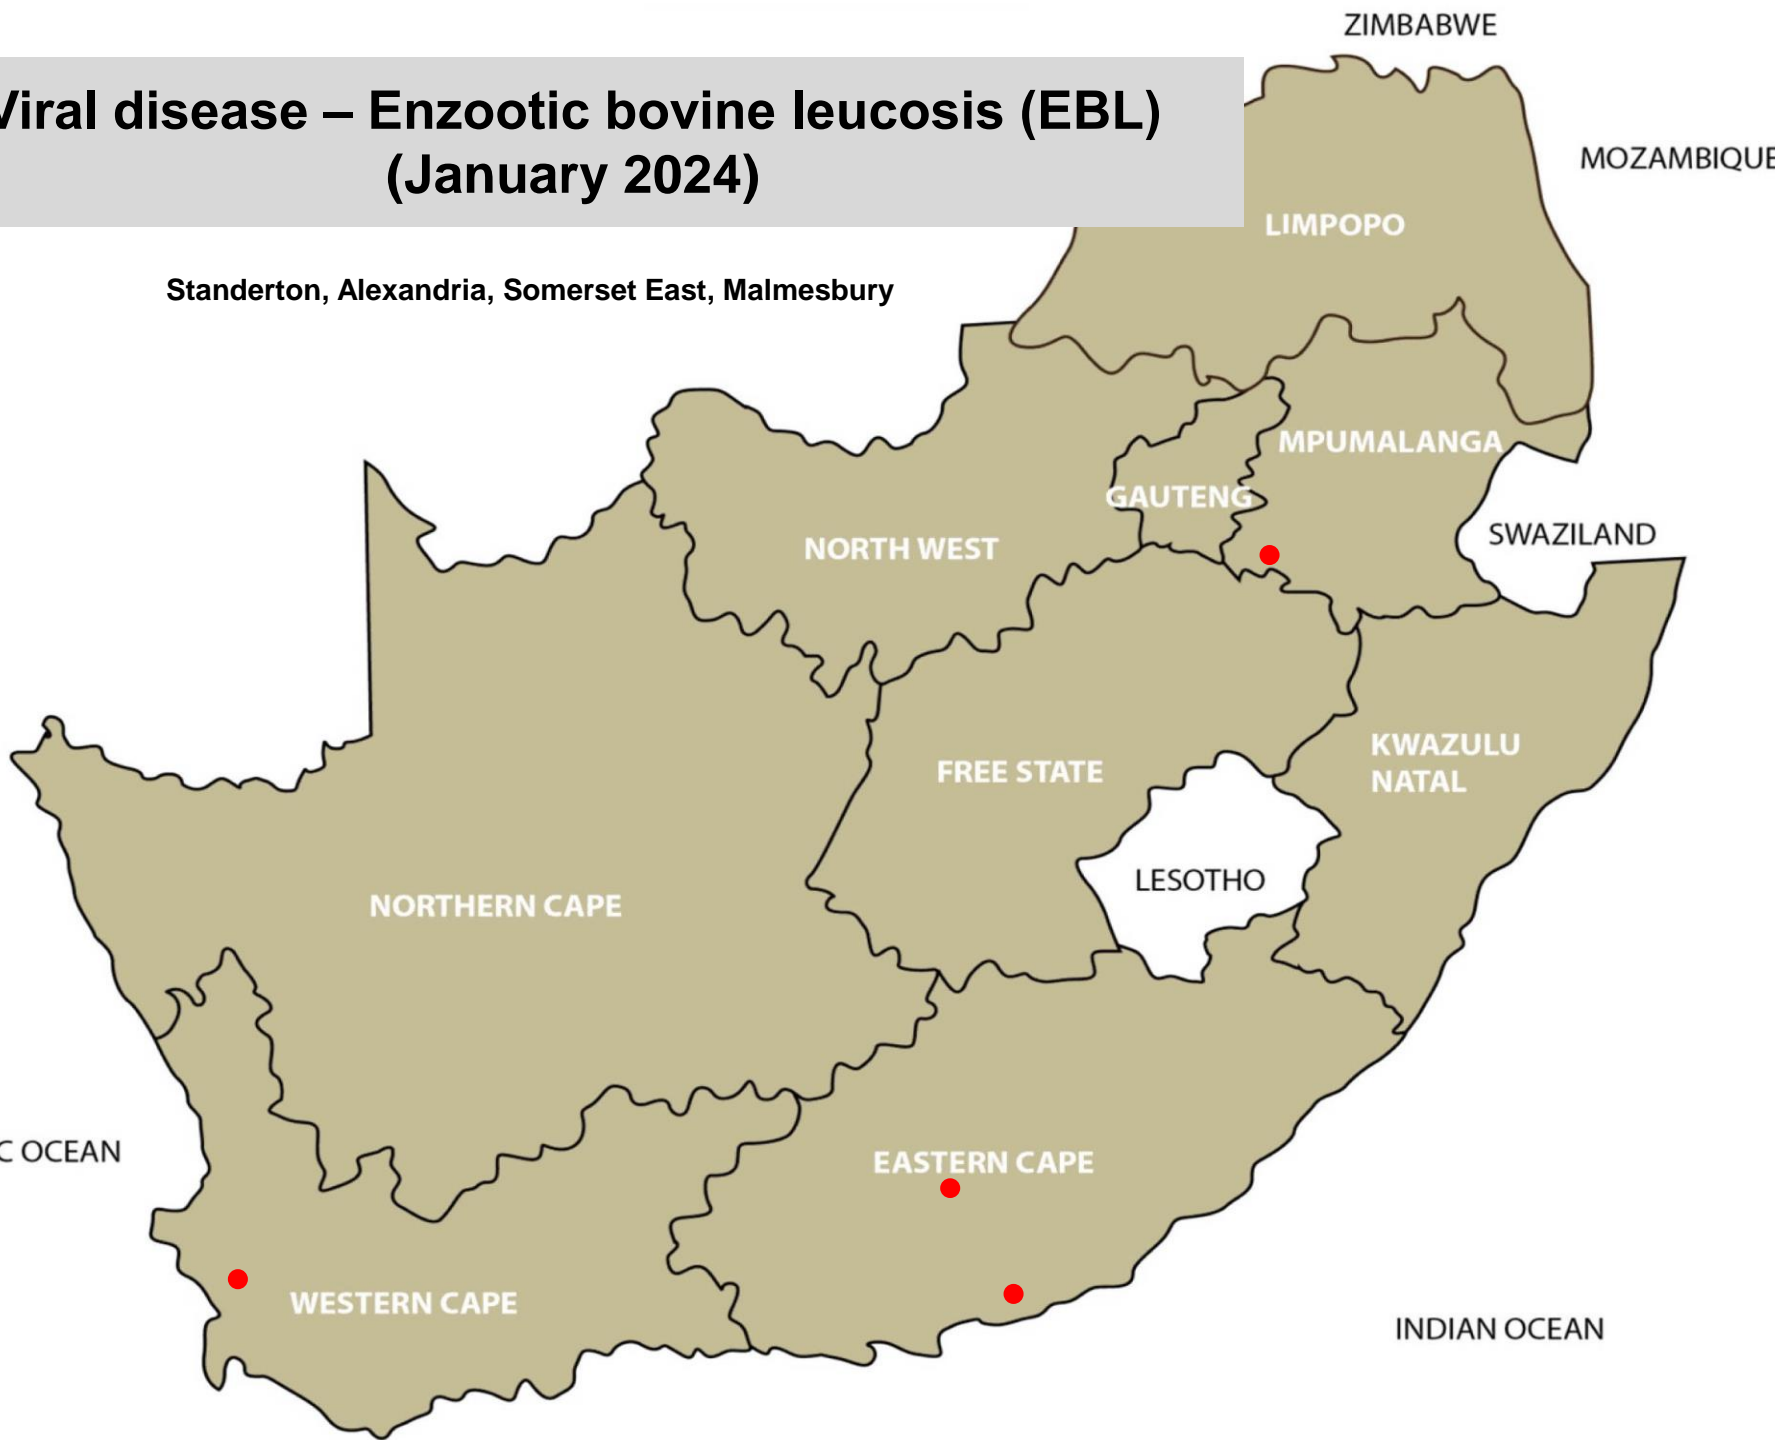 ZIMBABWE
Viral disease – Enzootic bovine leucosis (EBL)
(January 2024)
MOZAMBIQUE
LIMPOPO
Standerton, Alexandria, Somerset East, Malmesbury
MPUMALANGA
GAUTENG
SWAZILAND
NORTH WEST
KWAZULU
NATAL
FREE STATE
LESOTHO
NORTHERN CAPE
C OCEAN
EASTERN CAPE
WESTERN CAPE
INDIAN OCEAN